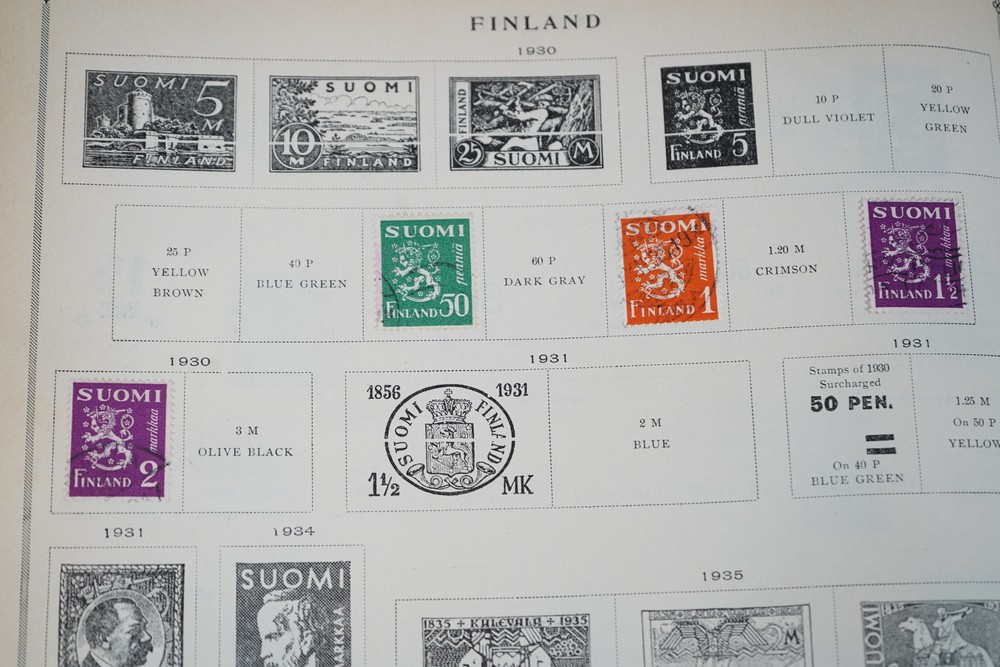 FINLAND
1930
SUOMI
5
M
FINLAND
SUOMI
10
M
FINLAND
FINLAND
25
SUOMI
M
SUOMI
penniä
FINLAND 5
10 P
DULL VIOLET
20 P
YELLOW
GREEN
25 P
YELLOW
BROWN
40 P
BLUE GREEN
SUOMI
penniä
FINLAND 50
60 P
DARK GRAY
SUOMI
markka
FINLAND 1
1.20 M
CRIMSON
SUOMI
markkaa
FINLAND 1½
1930
1931
1931
SUOMI
markkaa
FINLAND 2
3 M
OLIVE BLACK
1856
1931
SUOMI FINLAND
1½
MK
2 M
BLUE
Stamps of 1930
Surcharged
50 PEN.
On 40 P
BLUE GREEN
1.25 M
On 50 P
YELLOW
1931
1934
1935
SUOMI
MARKKAA
1835 KALEVALA 1935
M
SUOMI
1835